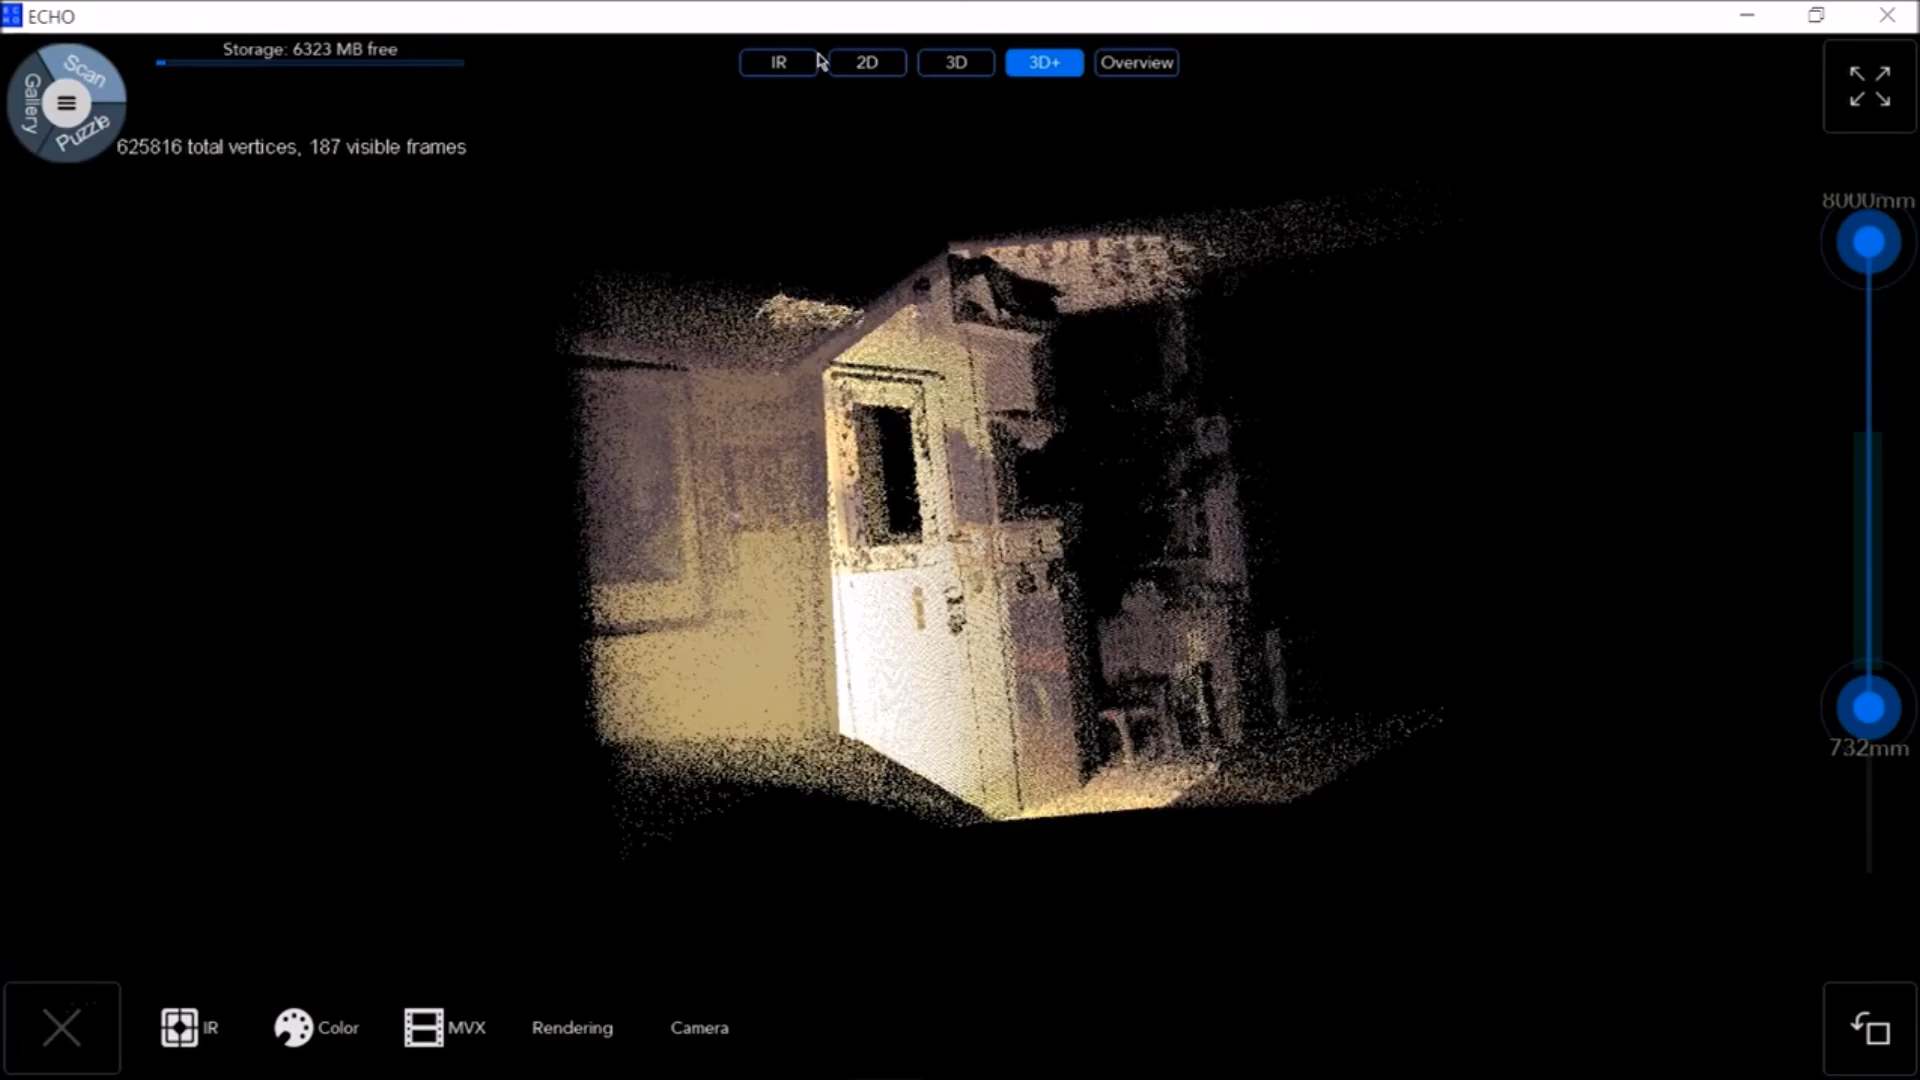 ECHO
Storage: 6323 MB free
IR
2D
3D
3D+
Overview
Scan
Gallery
Puzzle
625816 total vertices, 187 visible frames
8000mm
732mm
IR
Color
MVX
Rendering
Camera